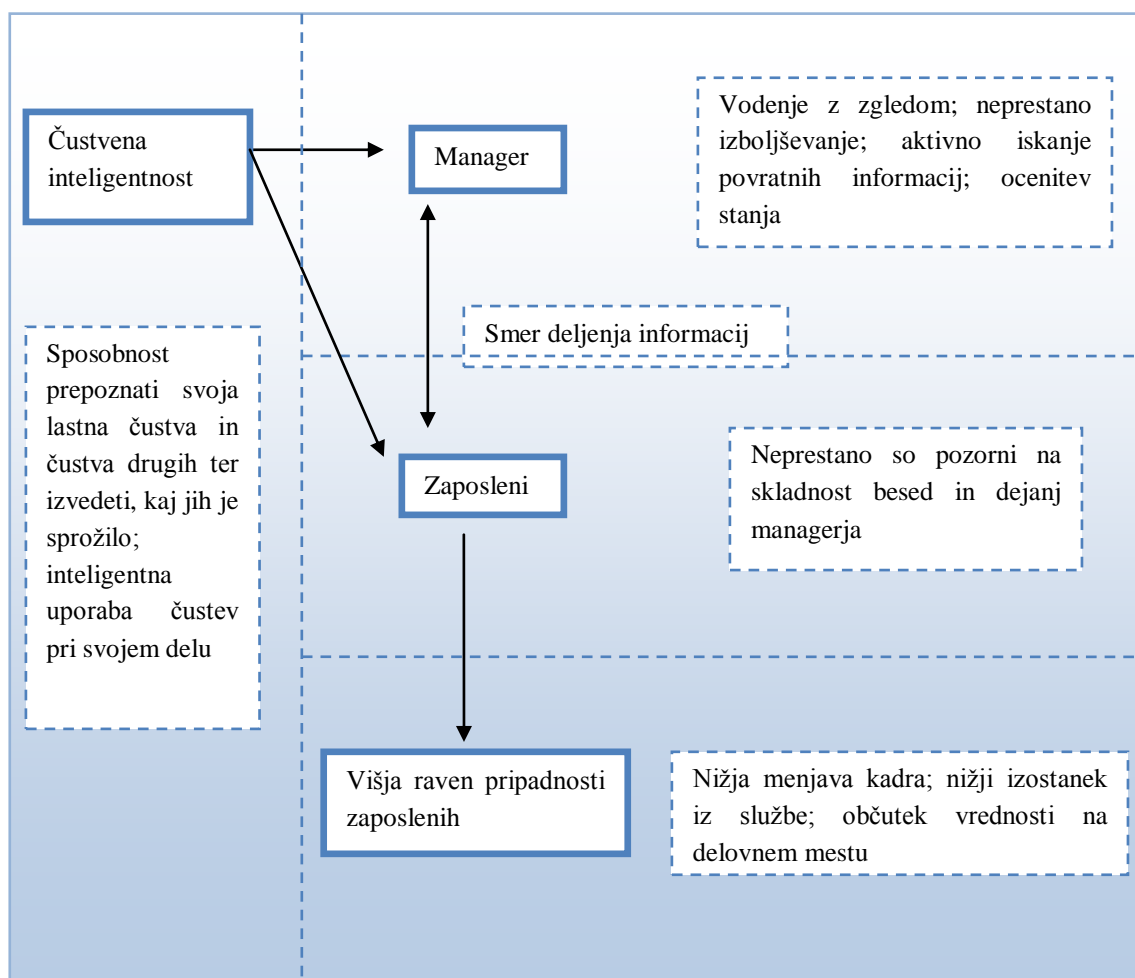 Čustvena
inteligentnost
Manager
Vodenje z zgledom; neprestano
izboljševanje; aktivno iskanje
povratnih informacij; ocenitev
stanja
Smer deljenja informacij
Sposobnost
prepoznati svoja
lastna čustva in
čustva drugih ter
izvedeti, kaj jih je
sprožilo;
inteligentna
uporaba čustev
pri svojem delu
Zaposleni
Neprestano so pozorni na
skladnost besed in dejanj
managerja
Višja raven pripadnosti
zaposlenih
Nižja menjava kadra; nižji izostanek
iz službe; občutek vrednosti na
delovnem mestu